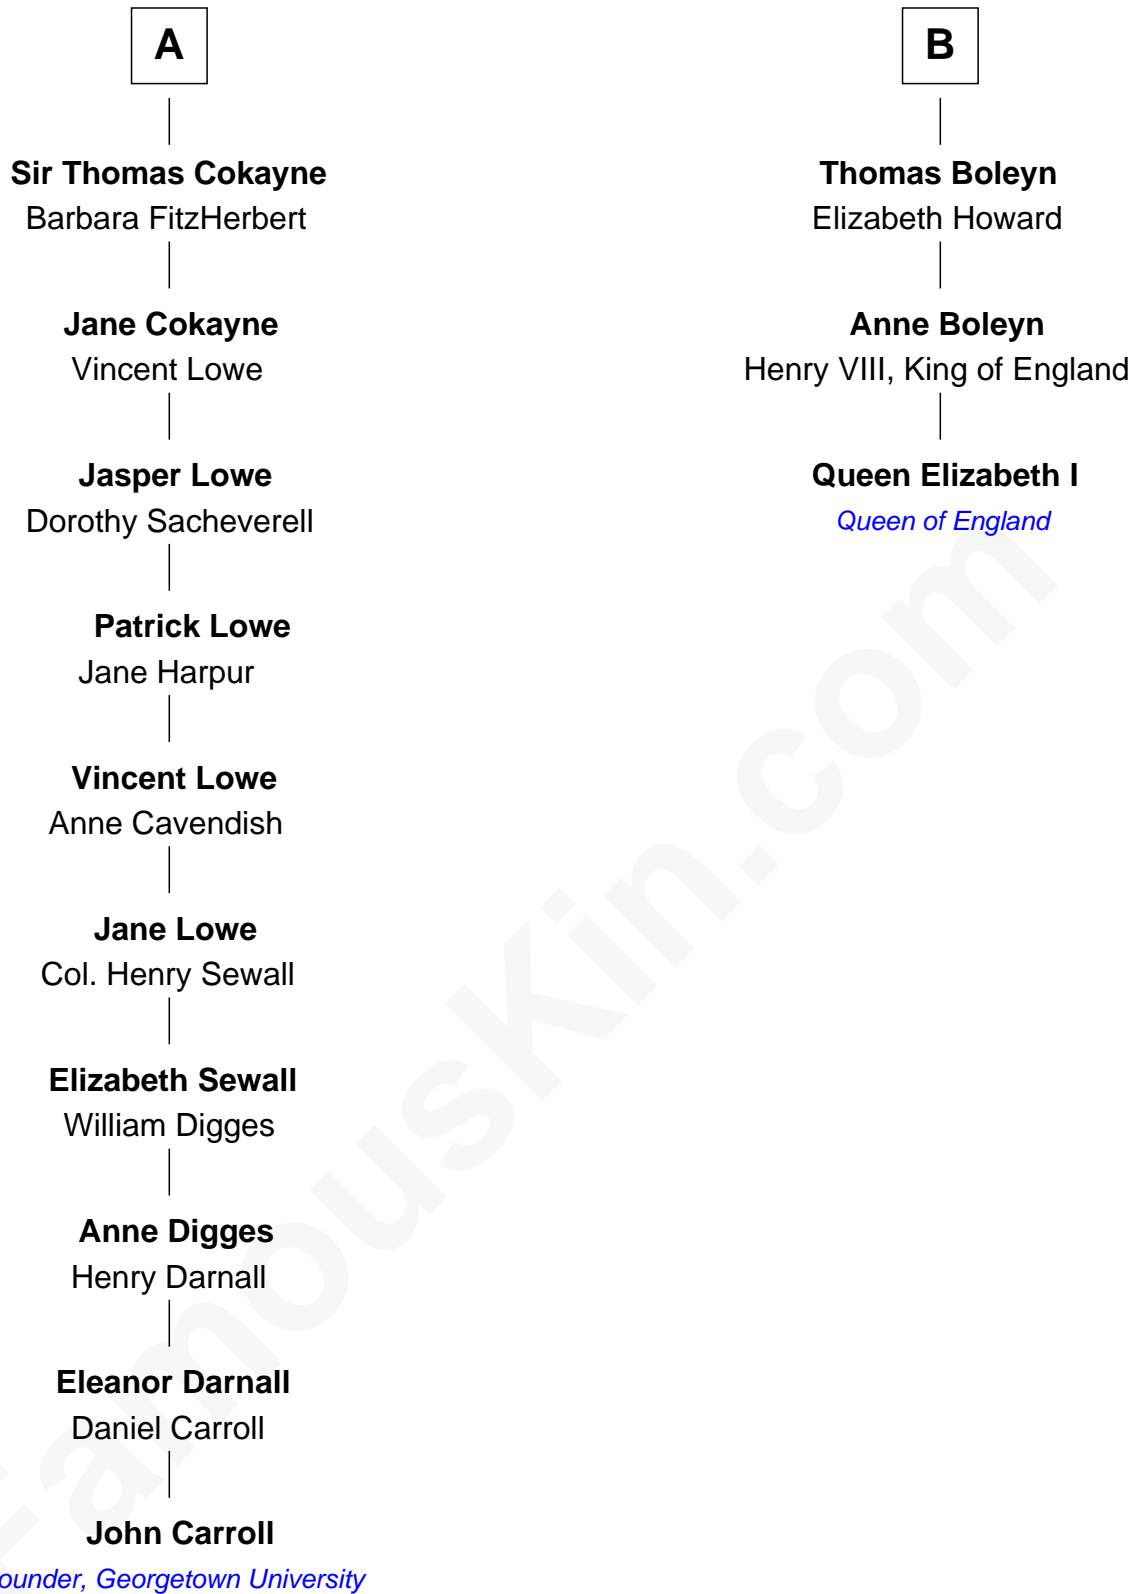 A
Sir Thomas Cokayne
Barbara FitzHerbert
Jane Cokayne
Vincent Lowe
Jasper Lowe
Dorothy Sacheverell
Patrick Lowe
Jane Harpur
Vincent Lowe
Anne Cavendish
Jane Lowe
Col. Henry Sewall
Elizabeth Sewall
William Digges
Anne Digges
Henry Darnall
Eleanor Darnall
Daniel Carroll
John Carroll
ounder, Georgetown University
B
Thomas Boleyn
Elizabeth Howard
Anne Boleyn
Henry VIII, King of England
Queen Elizabeth I
Queen of England
FamousKin.com